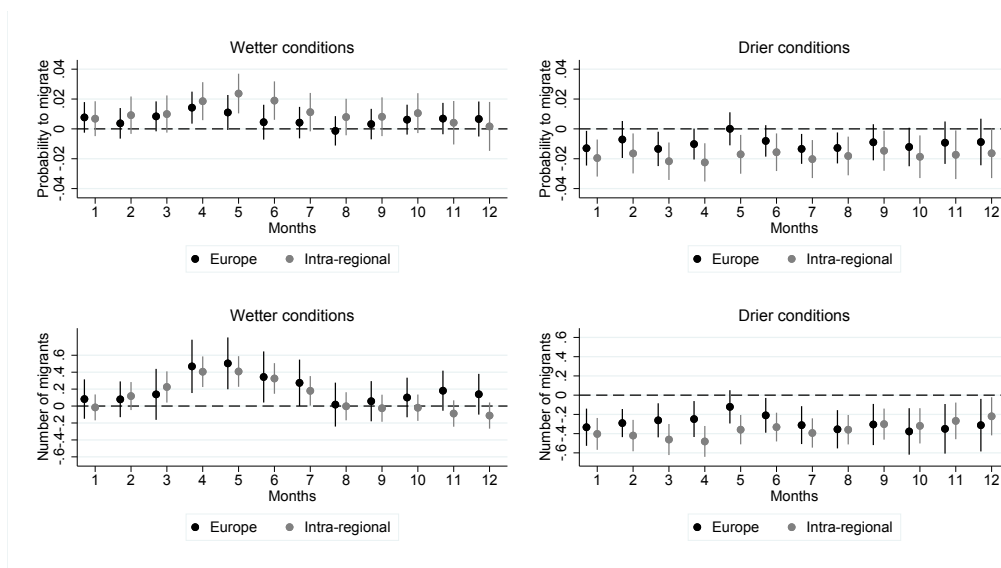 Wetter conditions
Probability to migrate
.04
.02
0
-.02
-.04
1 2 3 4 5 6 7 8 9 10 11 12
Months
Europe Intra-regional
Drier conditions
Probability to migrate
.04
.02
0
-.02
-.04
1 2 3 4 5 6 7 8 9 10 11 12
Months
Europe Intra-regional
Wetter conditions
Number of migrants
.6
.4
.2
0
-.2
-.4
-.6
1 2 3 4 5 6 7 8 9 10 11 12
Months
Europe Intra-regional
Drier conditions
Number of migrants
.6
.4
.2
0
-.2
-.4
-.6
1 2 3 4 5 6 7 8 9 10 11 12
Months
Europe Intra-regional